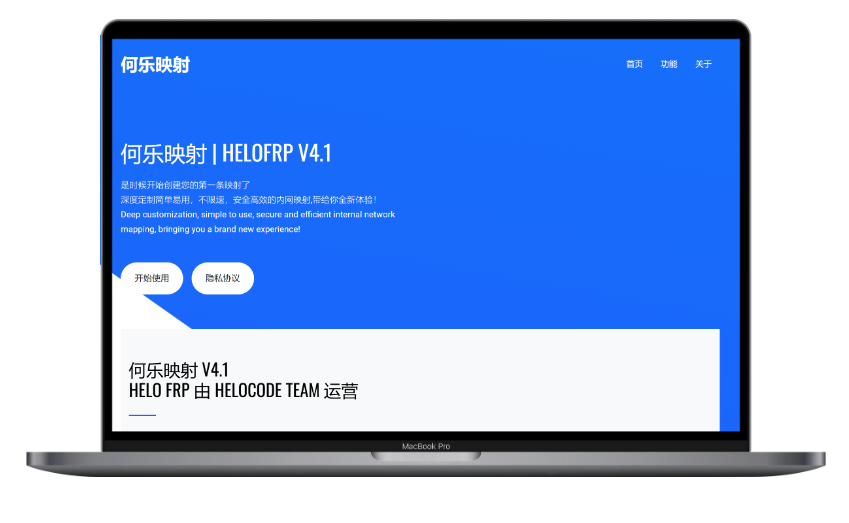 何乐映射
首页 功能 关于
何乐映射 | HELOFRP V4.1
是时候开始创建您的第一条映射了
深度定制简单易用，不限速，安全高效的内网映射,带给你全新体验！
Deep customization, simple to use, secure and efficient internal network
mapping, bringing you a brand new experience!
开始使用 隐私协议
何乐映射 V4.1
HELO FRP 由 HELOCODE TEAM 运营
MacBook Pro